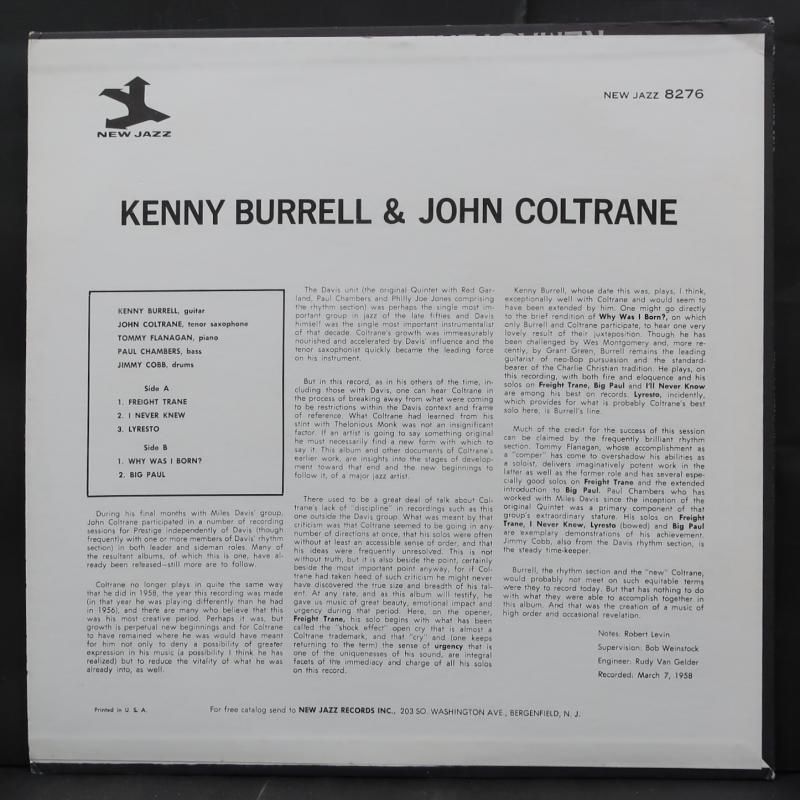 NEW JAZZ
NEW JAZZ 8276
KENNY BURRELL & JOHN COLTRANE
KENNY BURRELL, guitar
JOHN COLTRANE, tenor saxophone
TOMMY FLANAGAN, piano
PAUL CHAMBERS, bass
JIMMY COBB, drums
Side A
1. FREIGHT TRANE
2. I NEVER KNEW
3. LYRESTO
Side B
1. WHY WAS I BORN?
2. BIG PAUL
During his final months with Miles Davis' group,
John Coltrane participated in a number of recording
sessions for Prestige independently of Davis (though
frequently with one or more members of Davis' rhythm
section) in both leader and sideman roles. Many of
the resultant albums, of which this is one, have al-
ready been released—still more are to follow.
Coltrane no longer plays in quite the same way
that he did in 1958, the year this recording was made
(in that year he was playing differently than he had
in 1956), and there are many who believe that this
was his most creative period. Perhaps it was, but
growth is perpetual newness and beginning, and for Coltrane
to have remained where he was would have meant
for him not only to deny a possibility of greater
expression in his music (a possibility I think he has
realized) but to reduce the vitality of what he was
already into, as well.
The Davis unit (the original Quintet with Red Gar-
land, Paul Chambers and Philly Joe Jones comprising
the rhythm section) was perhaps the single most im-
portant group in jazz of the late fifties and Davis
himself was the single most important instrumentalist
of that decade. Coltrane's growth was immeasurably
nourished and accelerated by Davis' influence and the
tenor saxophonist quickly became the leading force
on his instrument.
But in this record, as in his others of the time, in-
cluding those with Davis, one can hear Coltrane in
the process of breaking away from what were coming
to be restrictions within the Davis context and frame
of reference. What Coltrane had learned from his
stint with Thelonious Monk was not an insignificant
factor. If an artist is going to say something original
he must necessarily find a new form with which to
say it. This album and other documents of Coltrane's
earlier work, are insights into the stages of develop-
ment toward that end and the new beginnings to
follow it, of a major jazz artist.
There used to be a great deal of talk about Col-
trane's lack of "discipline" in recordings such as this
one outside the Davis group. What was meant by that
criticism was that Coltrane seemed to be going in any
number of directions at once, that his solos were often
without at least an accessible sense of order, and that
his ideas were frequently unresolved. This is not
without truth, but it is also beside the point, certainly
beside the most important point anyway, for if Col-
trane had taken heed of such criticism he might never
have discovered the true size and breadth of his tal-
ent. At any rate, and as this album will testify, he
gave us music of great beauty, emotional impact and
urgency during that period. Here, on the opener,
Freight Trane, his solo begins with what has been
called the "shock effect" open cry that is almost a
Coltrane trademark, and that "cry" and (one keeps
returning to the term) the sense of urgency that is
one of the uniquenesses of his sound, are integral
facets of the immediacy and charge of all his solos
on this record.
Kenny Burrell, whose date this was, plays, I think,
exceptionally well with Coltrane and would seem to
have been extended by him. One might go directly
to the brief rendition of Why Was I Born?, on which
only Burrell and Coltrane participate, to hear one very
lovely result of their juxtaposition. Though he has
been challenged by Wes Montgomery and, more re-
cently, by Grant Green, Burrell remains the leading
guitarist of neo-Bop pursuasion and the standard-
bearer of the Charlie Christian tradition. He plays, on
this recording, with both fire and eloquence and his
solos on Freight Trane, Big Paul and I'll Never Know
are among his best on records. Lyresto, incidently,
which provides for what is probably Coltrane's best
solo here, is Burrell's line.
Much of the credit for the success of this session
can be claimed by the frequently brilliant rhythm
section. Tommy Flanagan, whose accomplishment as
a "comper" has come to overshadow his abilities as
a soloist, delivers imaginatively potent work in the
latter as well as the former role and has several espe-
cially good solos on Freight Trane and the extended
introduction to Big Paul. Paul Chambers who has
worked with Miles Davis since the inception of the
original Quintet was a primary component of that
group's extraordinary stature. His solos on Freight
Trane, I Never Knew, Lyresto (bowed) and Big Paul
are exemplary demonstrations of his achievement.
Jimmy Cobb, also from the Davis rhythm section, is
the steady time-keeper.
Burrell, the rhythm section and the "new" Coltrane,
would probably not meet on such equitable terms
were they to record today. But that has nothing to do
with what they were able to accomplish together in
this album. And that was the creation of a music of
high order and occasional revelation.
Notes: Robert Levin
Supervision: Bob Weinstock
Engineer: Rudy Van Gelder
Recorded: March 7, 1958
Printed in U. S. A.
For free catalog send to NEW JAZZ RECORDS INC., 203 SO. WASHINGTON AVE., BERGENFIELD, N. J.